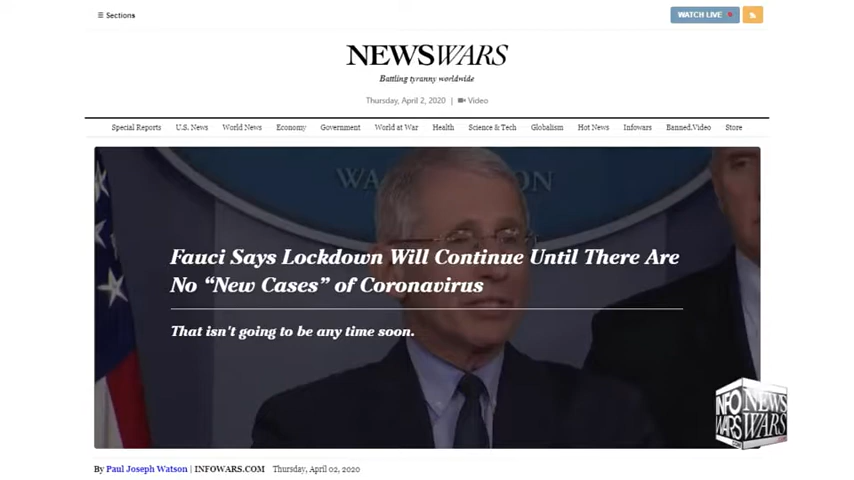 Sections
WATCH LIVE
NEWSWARS
Battling tyranny worldwide
Thursday, April 2, 2020 | Video
Special Reports U.S. News World News Economy Government World at War Health Science & Tech Globalism Hot News Infowars Banned.Video Store
WA ON
Fauci Says Lockdown Will Continue Until There Are
No “New Cases” of Coronavirus
That isn't going to be any time soon.
INFO NEWS
WARS WARS
.COM
By Paul Joseph Watson | INFOWARS.COM Thursday, April 02, 2020